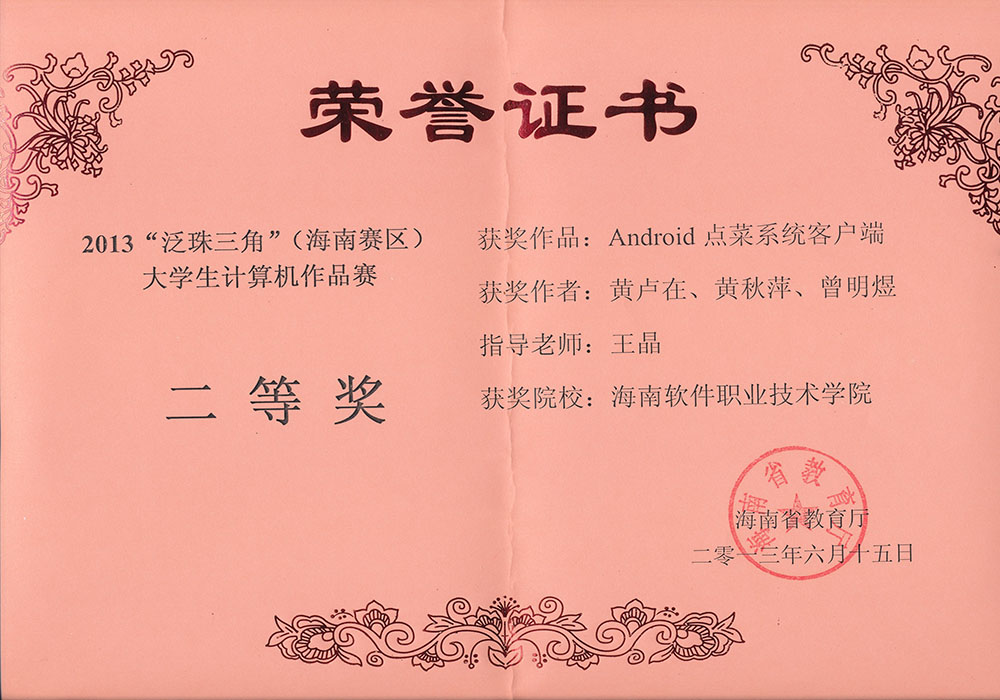 荣誉证书
2013“泛珠三角”（海南赛区）
大学生计算机作品赛
二等奖
获奖作品：Android 点菜系统客户端
获奖作者：黄卢在、黄秋萍、曾明煜
指导老师：王晶
获奖院校：海南软件职业技术学院
海南省教育厅
海南省教育厅
二零一三年六月十五日